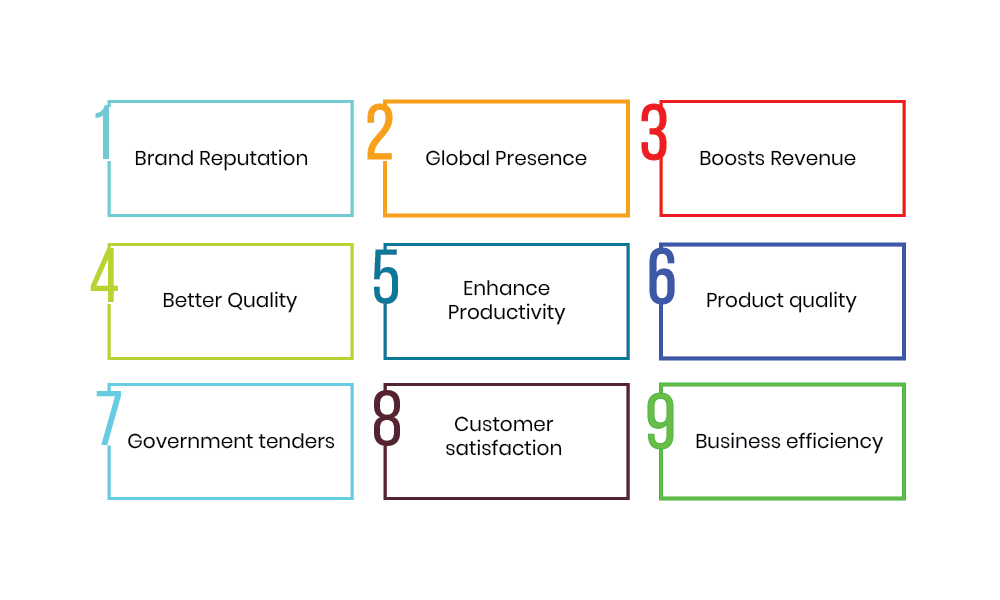 1
Brand Reputation
2
Global Presence
3
Boosts Revenue
4
Better Quality
5
Enhance
Productivity
6
Product quality
7
Government tenders
8
Customer
satisfaction
9
Business efficiency